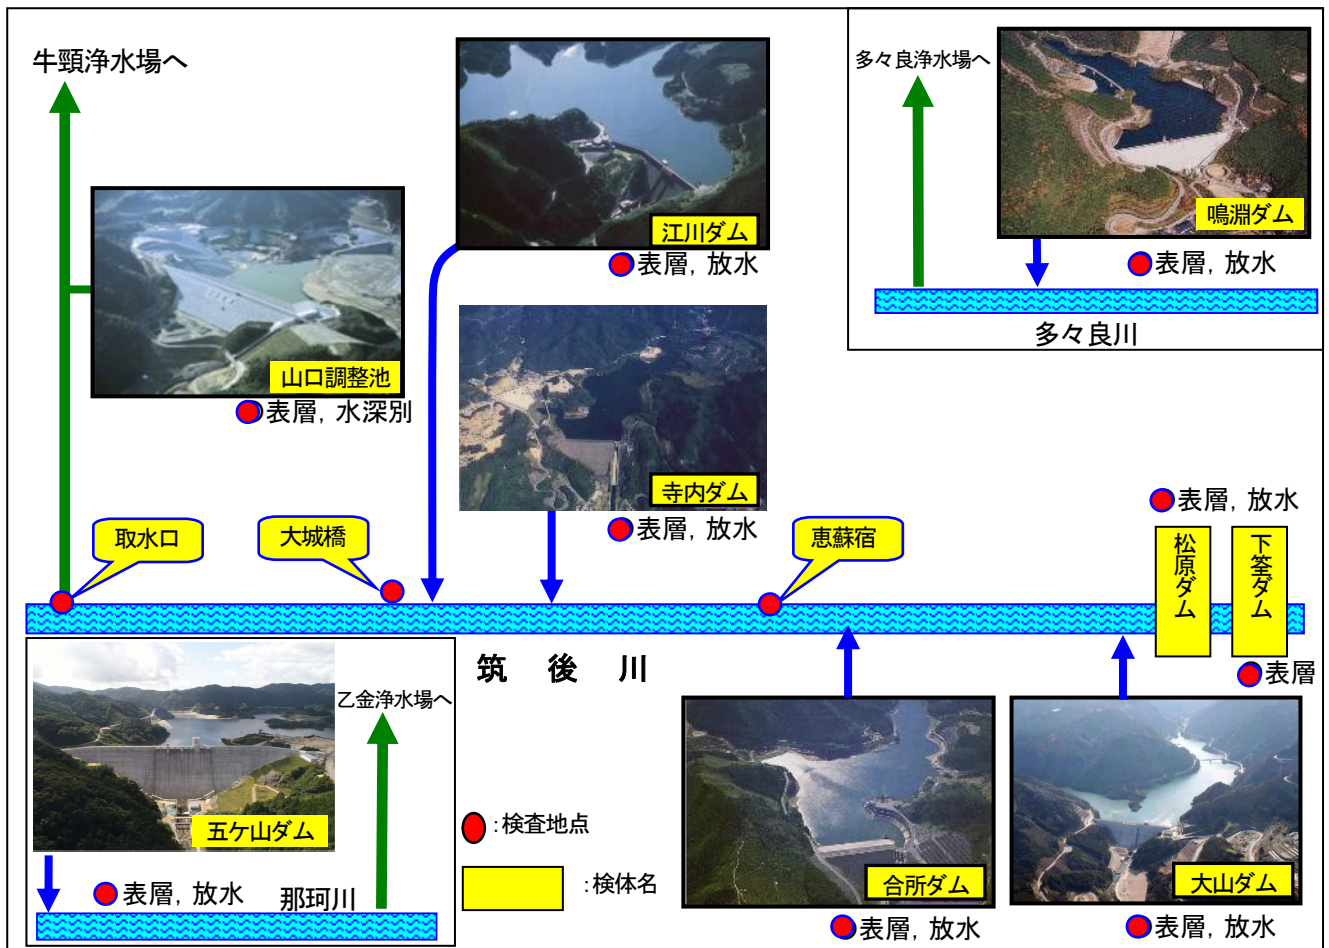 牛頸浄水場へ
江川ダム
表層, 放水
多々良浄水場へ
鳴淵ダム
表層, 放水
多々良川
山口調整池
表層, 水深別
寺内ダム
表層, 放水
取水口
大城橋
恵蘇宿
表層, 放水
松原ダム
下筌ダム
表層
筑後川
乙金浄水場へ
五ケ山ダム
表層, 放水
那珂川
:検査地点
:検体名
合所ダム
表層, 放水
大山ダム
表層, 放水